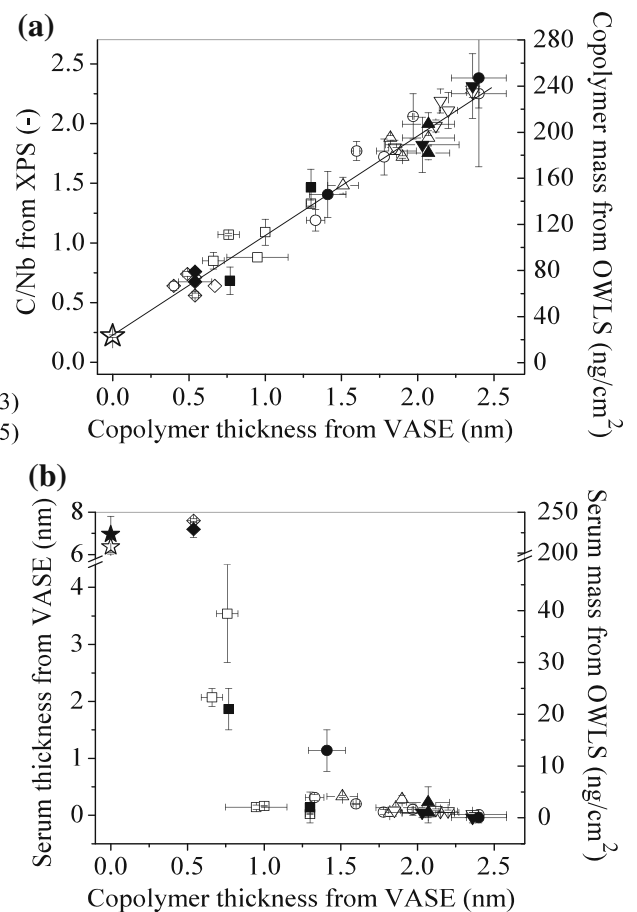 (a)
C/Nb from XPS (-)
2.5
2.0
1.5
1.0
0.5
0.0
280
240
200
160
120
80
40
0
Copolymer mass from OWLS (ng/cm²)
0.0 0.5 1.0 1.5 2.0 2.5
3)
Copolymer thickness from VASE (nm)
5)
(b)
Serum thickness from VASE (nm)
8
6
4
3
2
1
0
250
200
40
20
0
Serum mass from OWLS (ng/cm²)
0.0 0.5 1.0 1.5 2.0 2.5
Copolymer thickness from VASE (nm)